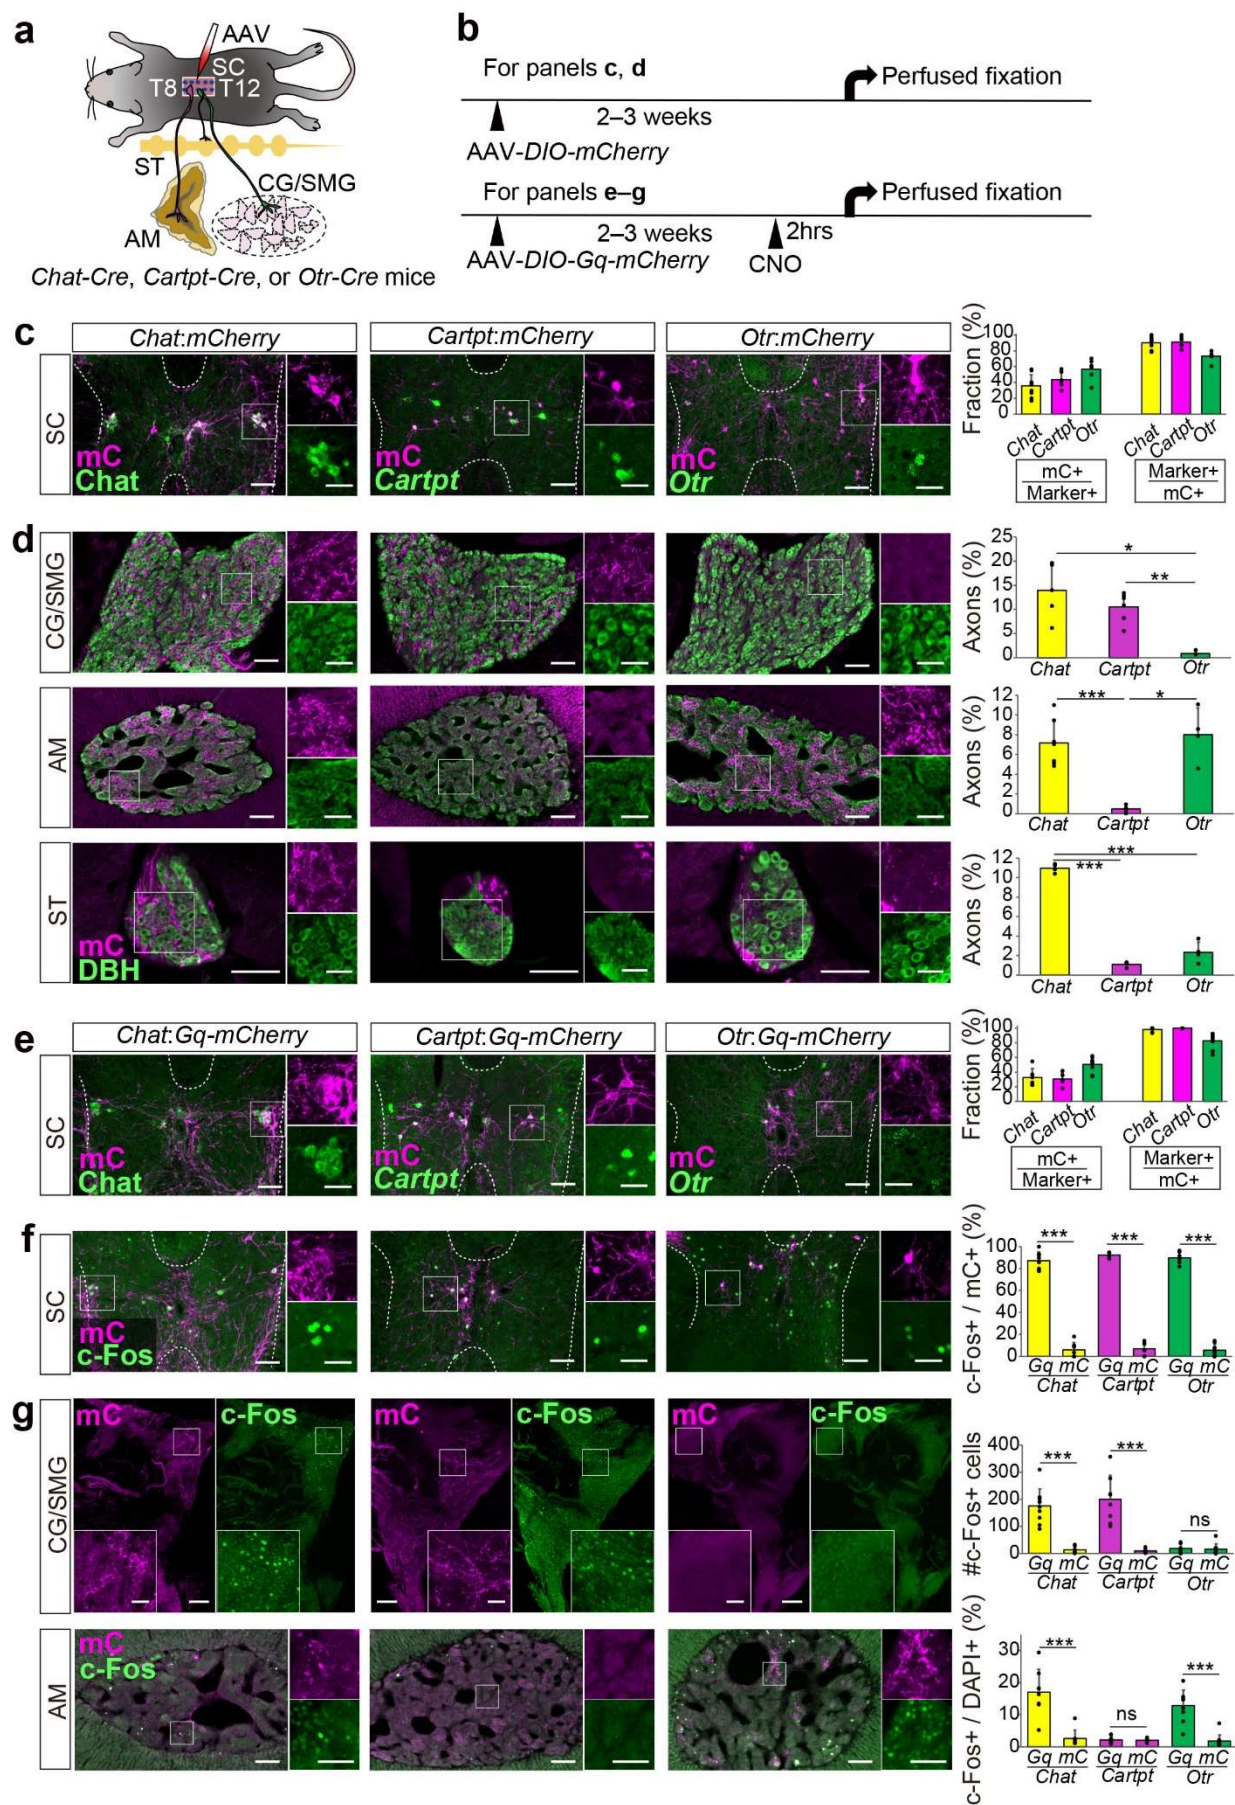 a
AAV
SC
T8
T12
ST
CG/SMG
AM
Chat-Cre, Cartpt-Cre, or Otr-Cre mice
b
For panels c, d
Perfused fixation
2–3 weeks
AAV-DIO-mCherry
For panels e–g
Perfused fixation
2–3 weeks
2hrs
AAV-DIO-Gq-mCherry
CNO
c
Chat:mCherry
Cartpt:mCherry
Otr:mCherry
SC
mC
Chat
mC
Cartpt
mC
Otr
Fraction (%)
100
80
60
40
20
0
Chat
Cartpt
Otr
Chat
Cartpt
Otr
mC+
Marker+
Marker+
mC+
d
CG/SMG
Axons (%)
25
20
15
10
5
0
*
**
Chat
Cartpt
Otr
AM
Axons (%)
12
10
8
6
4
2
0
***
*
Chat
Cartpt
Otr
ST
mC
DBH
Axons (%)
12
10
8
6
4
2
0
***
***
Chat
Cartpt
Otr
e
Chat:Gq-mCherry
Cartpt:Gq-mCherry
Otr:Gq-mCherry
SC
mC
Chat
mC
Cartpt
mC
Otr
Fraction (%)
100
80
60
40
20
0
Chat
Cartpt
Otr
Chat
Cartpt
Otr
mC+
Marker+
Marker+
mC+
f
SC
mC
c-Fos
c-Fos+ / mC+ (%)
100
80
60
40
20
0
***
***
***
Gq mC Gq mC Gq mC
Chat Cartpt Otr
g
CG/SMG
mC
c-Fos
mC
c-Fos
mC
c-Fos
#c-Fos+ cells
400
300
200
100
0
***
***
ns
Gq mC Gq mC Gq mC
Chat Cartpt Otr
AM
mC
c-Fos
c-Fos+ / DAPI+ (%)
30
20
10
0
***
ns
***
Gq mC Gq mC Gq mC
Chat Cartpt Otr